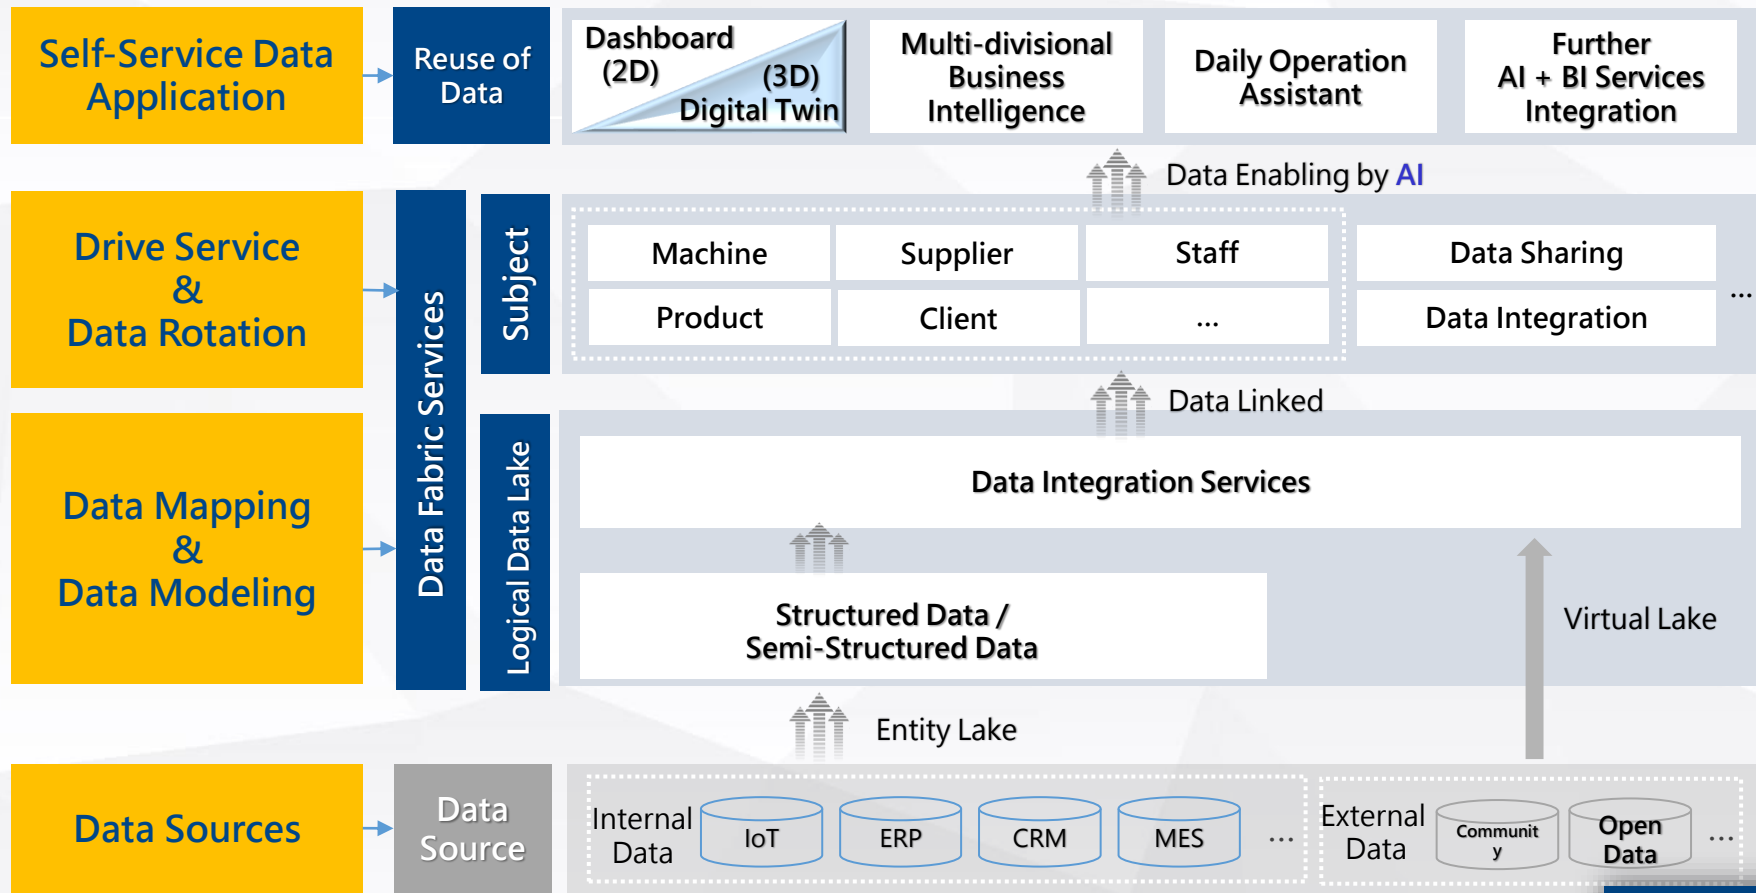 Self-Service Data
Application
Reuse of
Data
Dashboard
(2D)
(3D)
Digital Twin
Multi-divisional
Business
Intelligence
Daily Operation
Assistant
Further
AI + BI Services
Integration
Data Enabling by AI
Drive Service
&
Data Rotation
Data Fabric Services
Subject
Machine
Supplier
Staff
Data Sharing
Product
Client
...
Data Integration
...
Data Linked
Data Mapping
&
Data Modeling
Logical Data Lake
Data Integration Services
Structured Data /
Semi-Structured Data
Virtual Lake
Entity Lake
Data Sources
Data
Source
Internal
Data
IoT
ERP
CRM
MES
...
External
Data
Communit
y
Open
Data
...